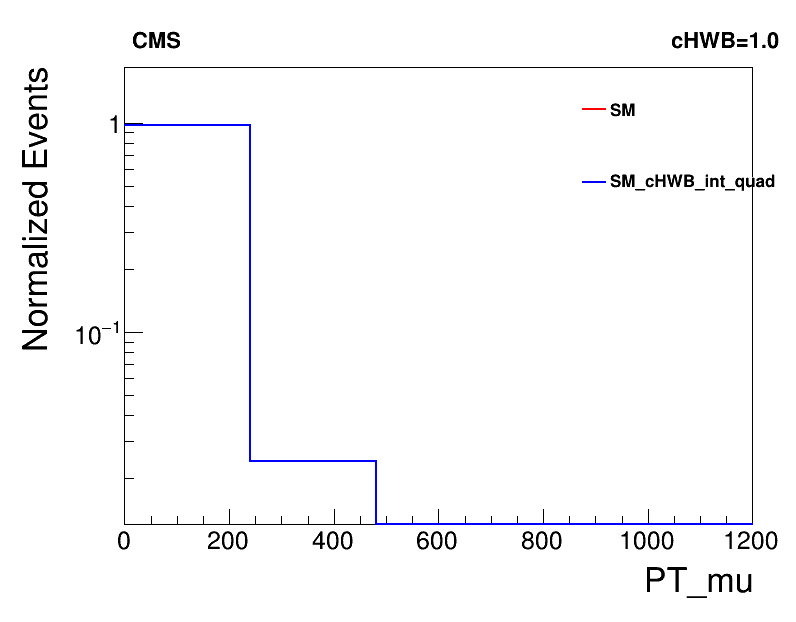 CMS
cHWB=1.0
Normalized Events
1
10⁻¹
SM
SM_cHWB_int_quad
0 200 400 600 800 1000 1200
PT_mu